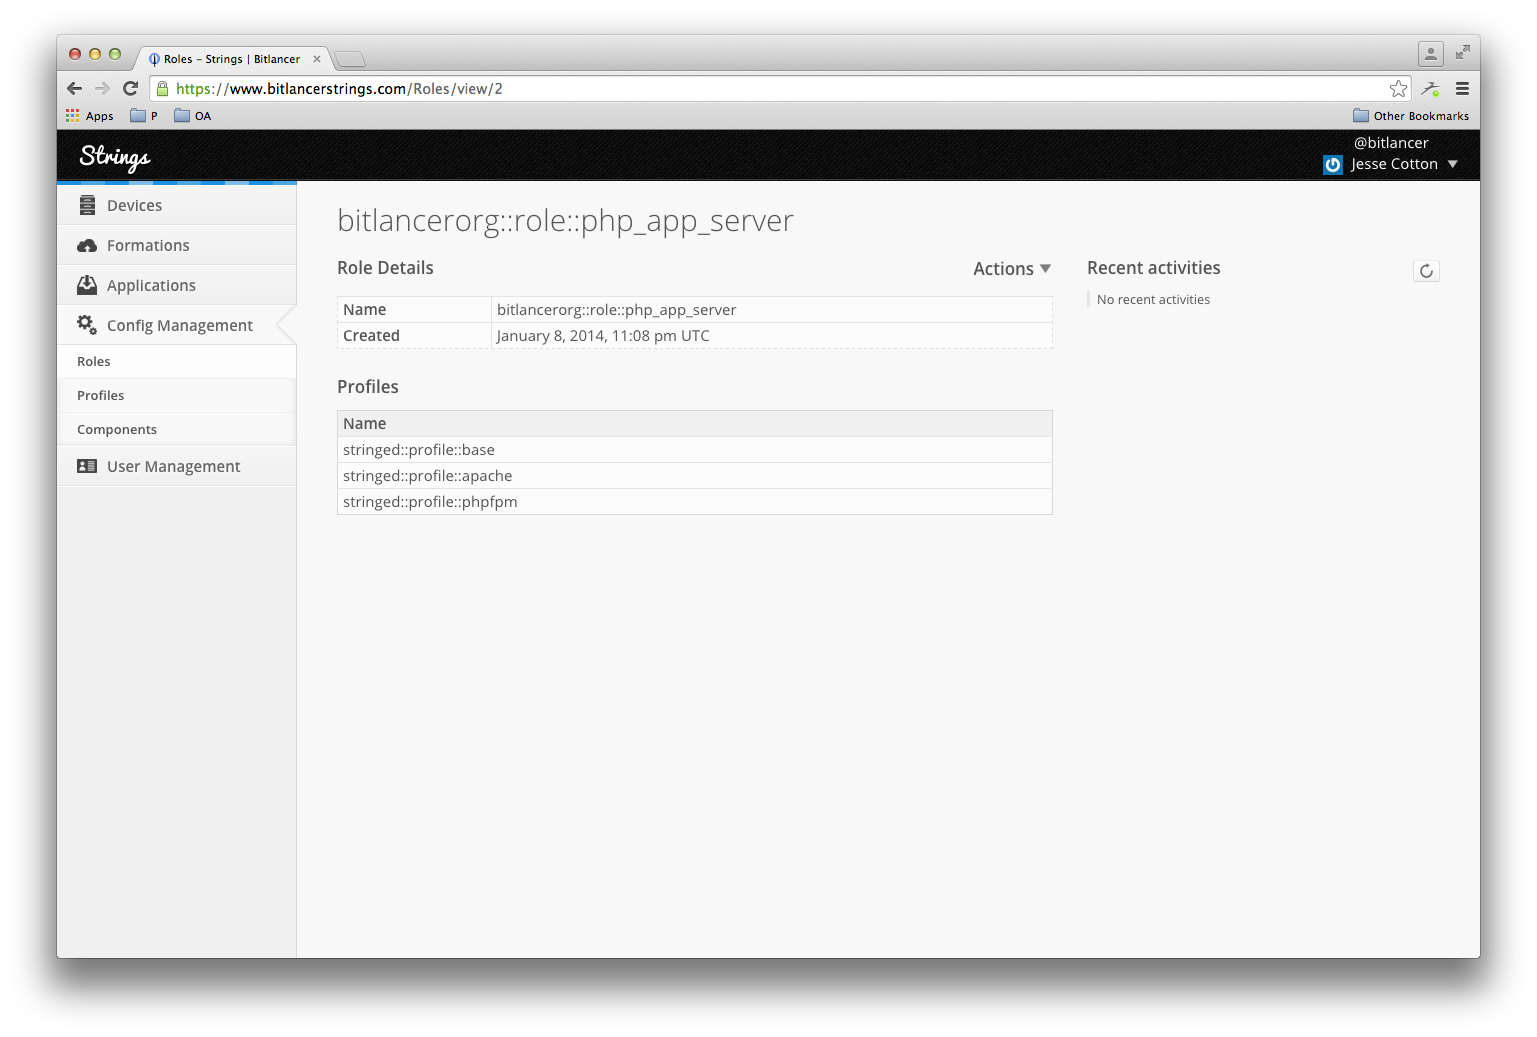 Roles – Strings | Bitlancer
https://www.bitlancerstrings.com/Roles/view/2
Apps P OA Other Bookmarks
Strings
@bitlancer
Jesse Cotton
Devices
Formations
Applications
Config Management
Roles
Profiles
Components
User Management
bitlancerorg::role::php_app_server
Role Details Actions
Name bitlancerorg::role::php_app_server
Created January 8, 2014, 11:08 pm UTC
Profiles
Name
stringed::profile::base
stringed::profile::apache
stringed::profile::phpfpm
Recent activities
No recent activities